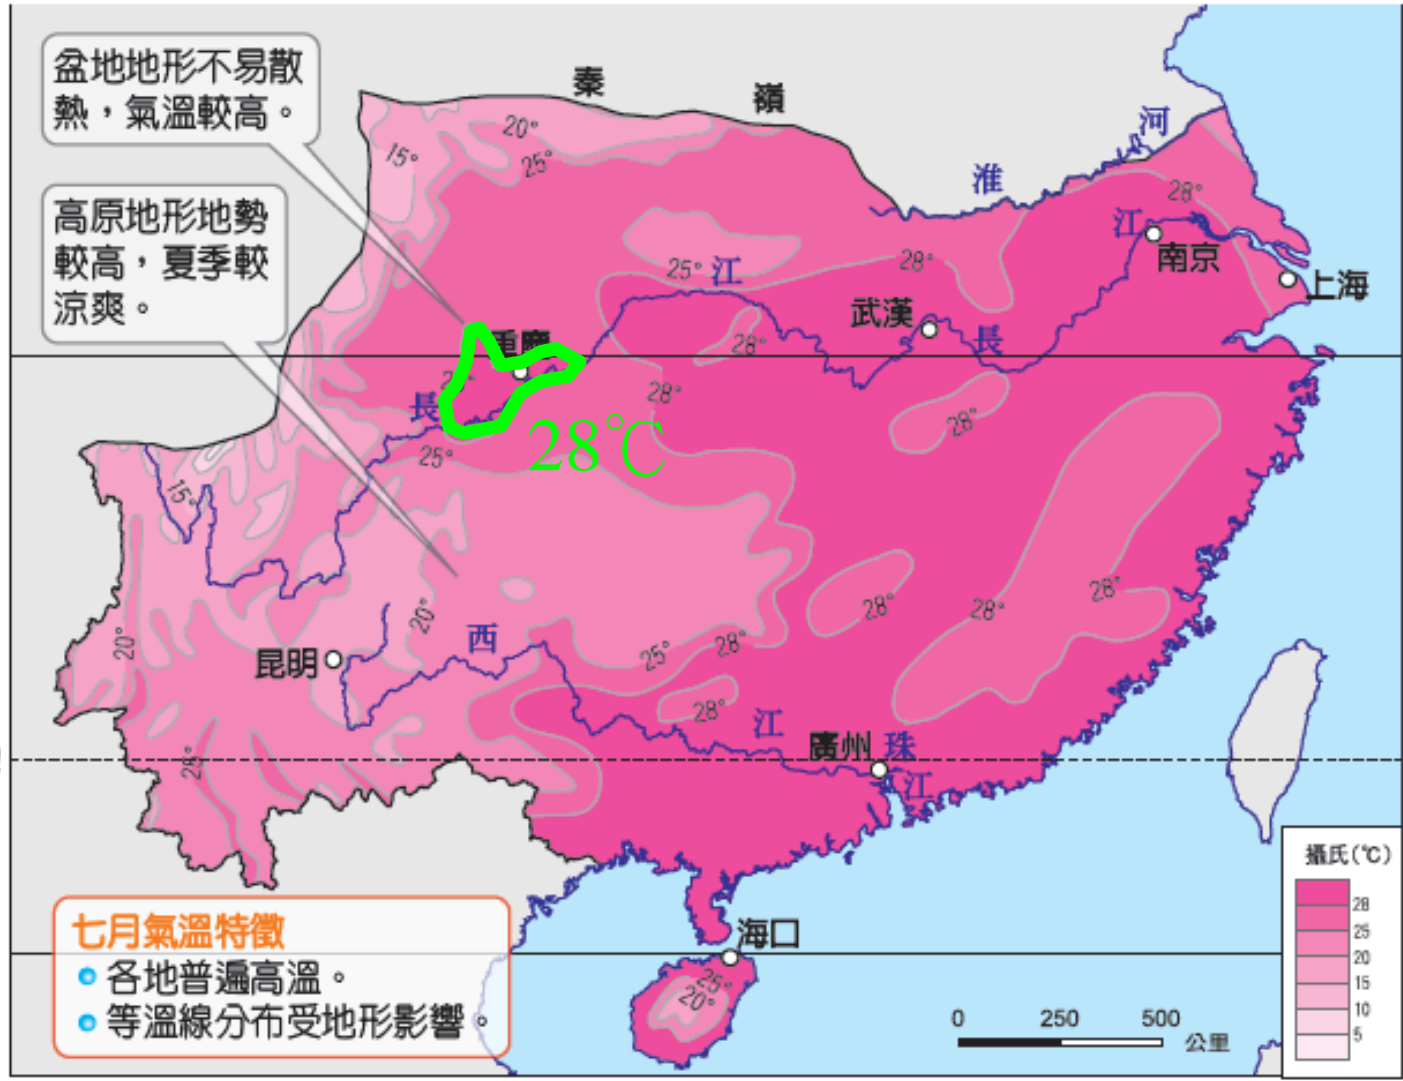 盆地地形不易散
熱，氣溫較高。
高原地形地勢
較高，夏季較
涼爽。
秦
嶺
河
淮
20°
15°
25°
28°
江
南京
上海
25°
江
28°
武漢
長
28°
重慶
28°
長
28°
28°
25°
28°C
15°
28°
28°
28°
20°
20°
西
25°
28°
昆明
28°
江
廣州
珠
江
25°
海口
25°
20°
七月氣溫特徵
各地普遍高溫。
等溫線分布受地形影響。
0 250 500
公里
攝氏(℃)
28
25
20
15
10
5